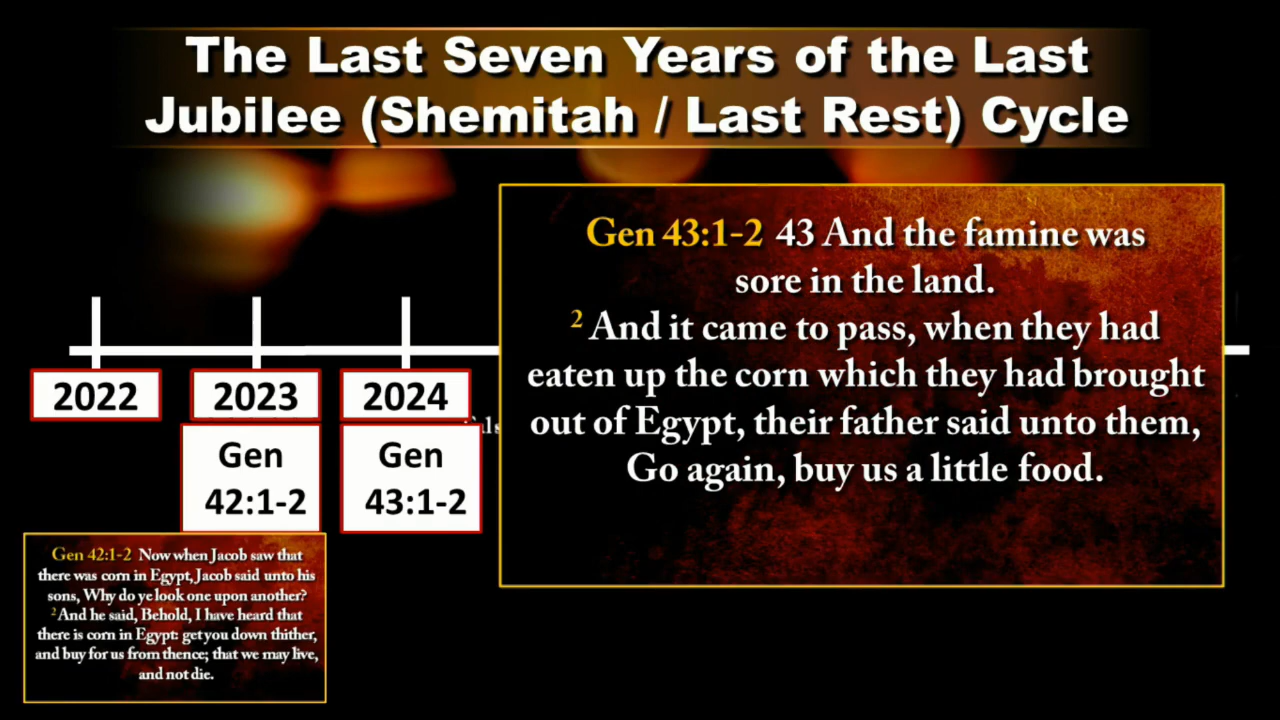 The Last Seven Years of the Last
Jubilee (Shemitah / Last Rest) Cycle
Gen 43:1-2 43 And the famine was
sore in the land.
2 And it came to pass, when they had
eaten up the corn which they had brought
out of Egypt, their father said unto them,
Go again, buy us a little food.
2022
2023
2024
Gen
42:1-2
Gen
43:1-2
Gen 42:1-2 Now when Jacob saw that
there was corn in Egypt, Jacob said unto his
sons, Why do ye look one upon another?
2 And he said, Behold, I have heard that
there is corn in Egypt: get you down thither,
and buy for us from thence; that we may live,
and not die.